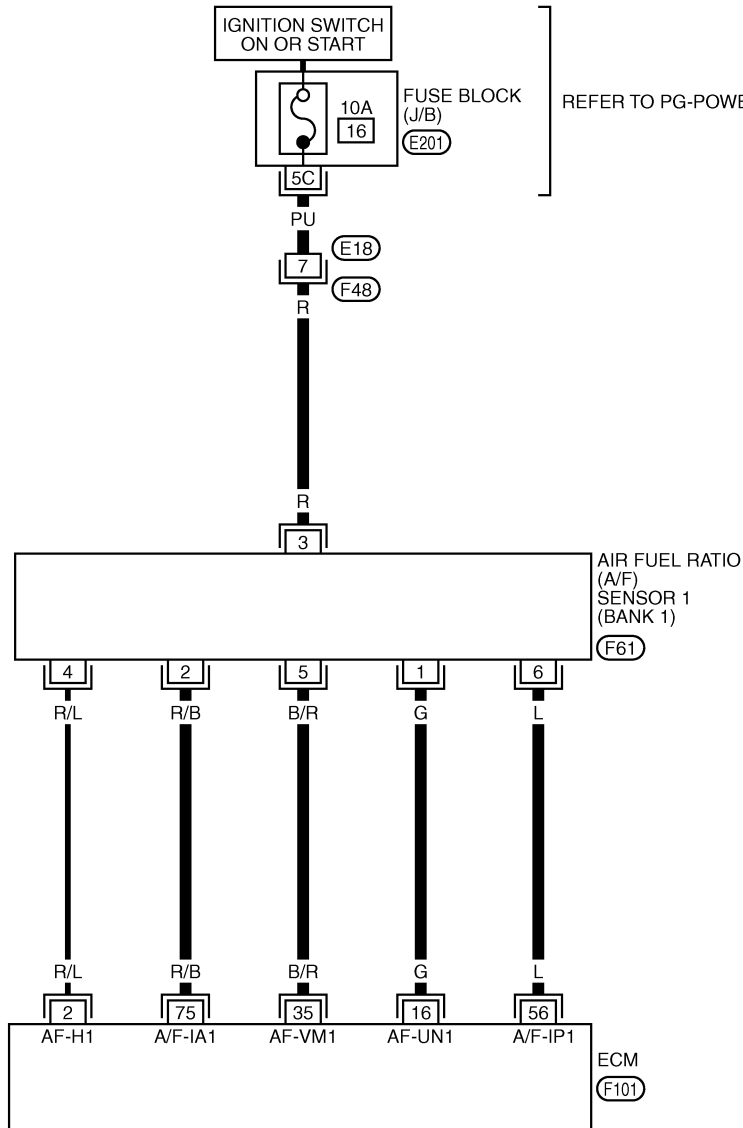 IGNITION SWITCH
ON OR START
10A
16
FUSE BLOCK
(J/B)
E201
REFER TO PG-POWE
5C
PU
7
E18
F48
R
R
3
AIR FUEL RATIO
(A/F)
SENSOR 1
(BANK 1)
F61
4 2 5 1 6
R/L R/B B/R G L
R/L R/B B/R G L
2 75 35 16 56
AF-H1 A/F-IA1 AF-VM1 AF-UN1 A/F-IP1
ECM
F101